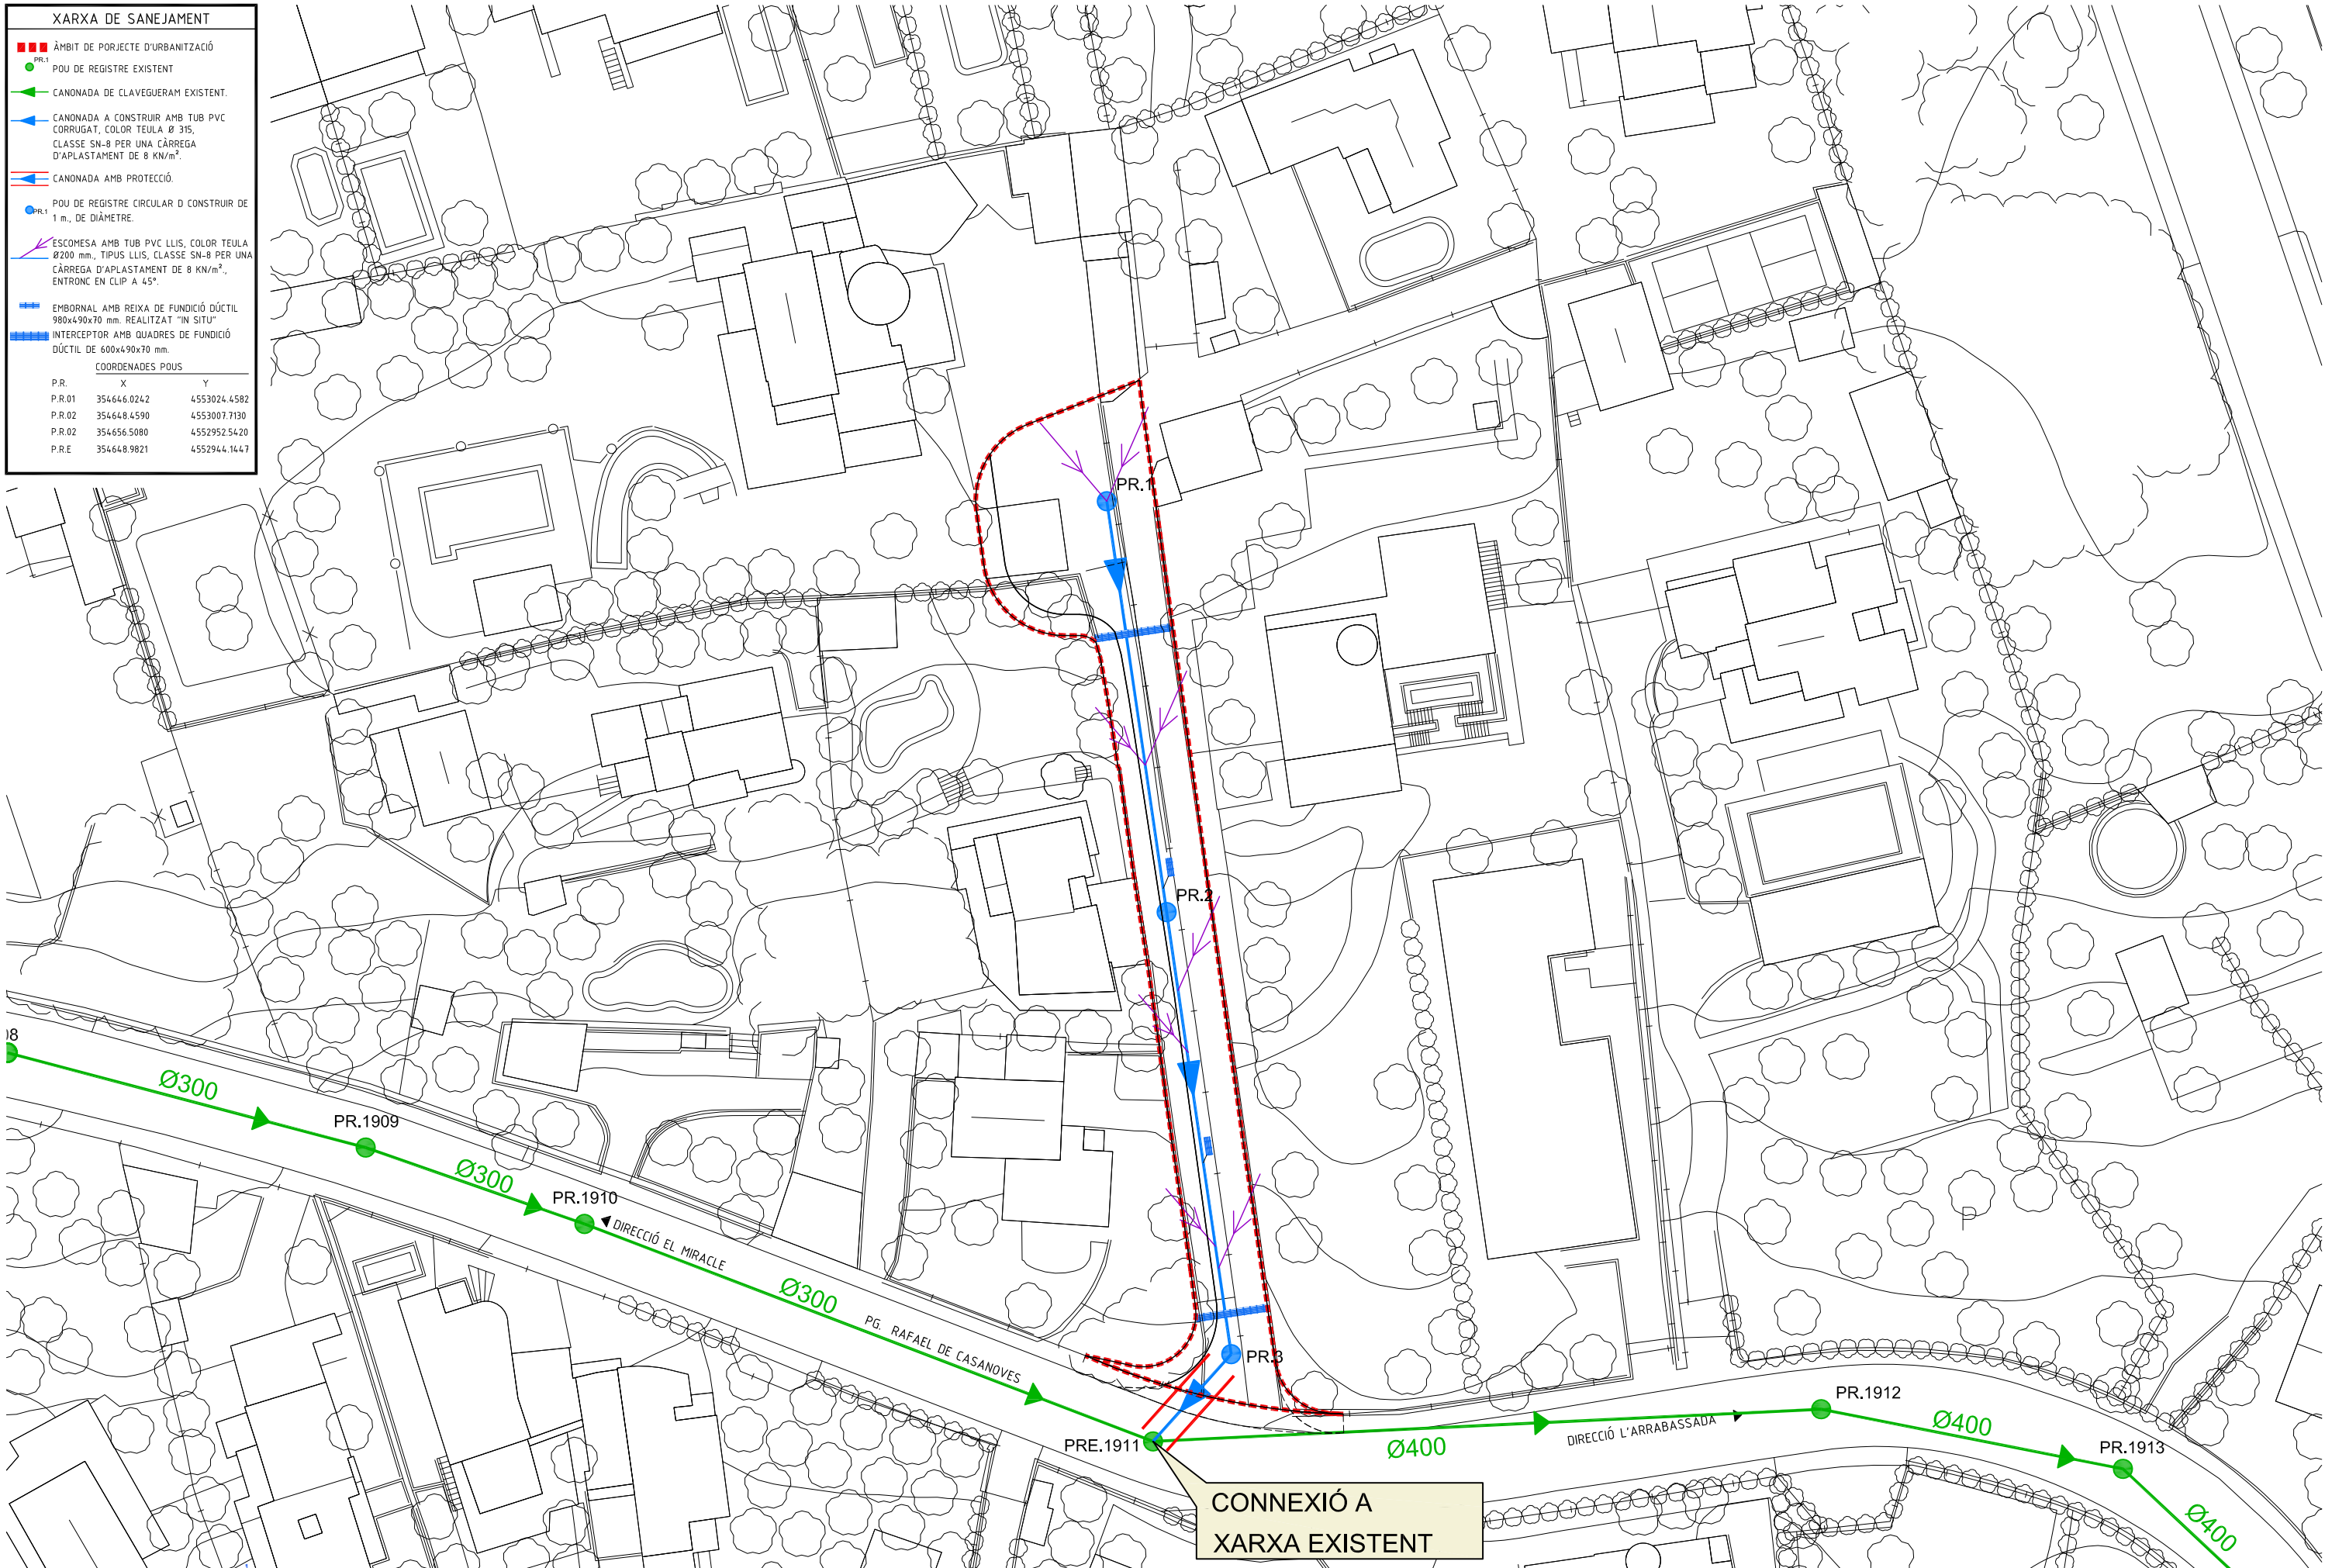 XARXA DE SANEJAMENT
ÀMBIT DE PORJECTE D'URBANITZACIÓ
PR.1
POU DE REGISTRE EXISTENT
CANONADA DE CLAVEGUERAM EXISTENT.
CANONADA A CONSTRUIR AMB TUB PVC
CORRUGAT, COLOR TEULA Ø 315,
CLASSE SN-8 PER UNA CÀRREGA
D'APLASTAMENT DE 8 KN/m².
CANONADA AMB PROTECCIÓ.
PR.1
POU DE REGISTRE CIRCULAR D CONSTRUIR DE
1 m., DE DIÀMETRE.
ESCOMESA AMB TUB PVC LLIS, COLOR TEULA
Ø200 mm., TIPUS LLIS, CLASSE SN-8 PER UNA
CÀRREGA D'APLASTAMENT DE 8 KN/m².,
ENTRONC EN CLIP A 45º.
EMBORNAL AMB REIXA DE FUNDICIÓ DÚCTIL
980x490x70 mm. REALITZAT "IN SITU"
INTERCEPTOR AMB QUADRES DE FUNDICIÓ
DÚCTIL DE 600x490x70 mm.
COORDENADES POUS
P.R. X Y
P.R.01 354646.0242 4553024.4582
P.R.02 354648.4590 4553007.7130
P.R.02 354656.5080 4552952.5420
P.R.E 354648.9821 4552944.1447
PR.1
PR.2
08
Ø300
PR.1909
Ø300
PR.1910
DIRECCIÓ EL MIRACLE
Ø300
PG. RAFAEL DE CASANOVES
PR.3
P
PRE.1911
Ø400
DIRECCIÓ L'ARRABASSADA
PR.1912
Ø400
PR.1913
Ø400
CONNEXIÓ A
XARXA EXISTENT